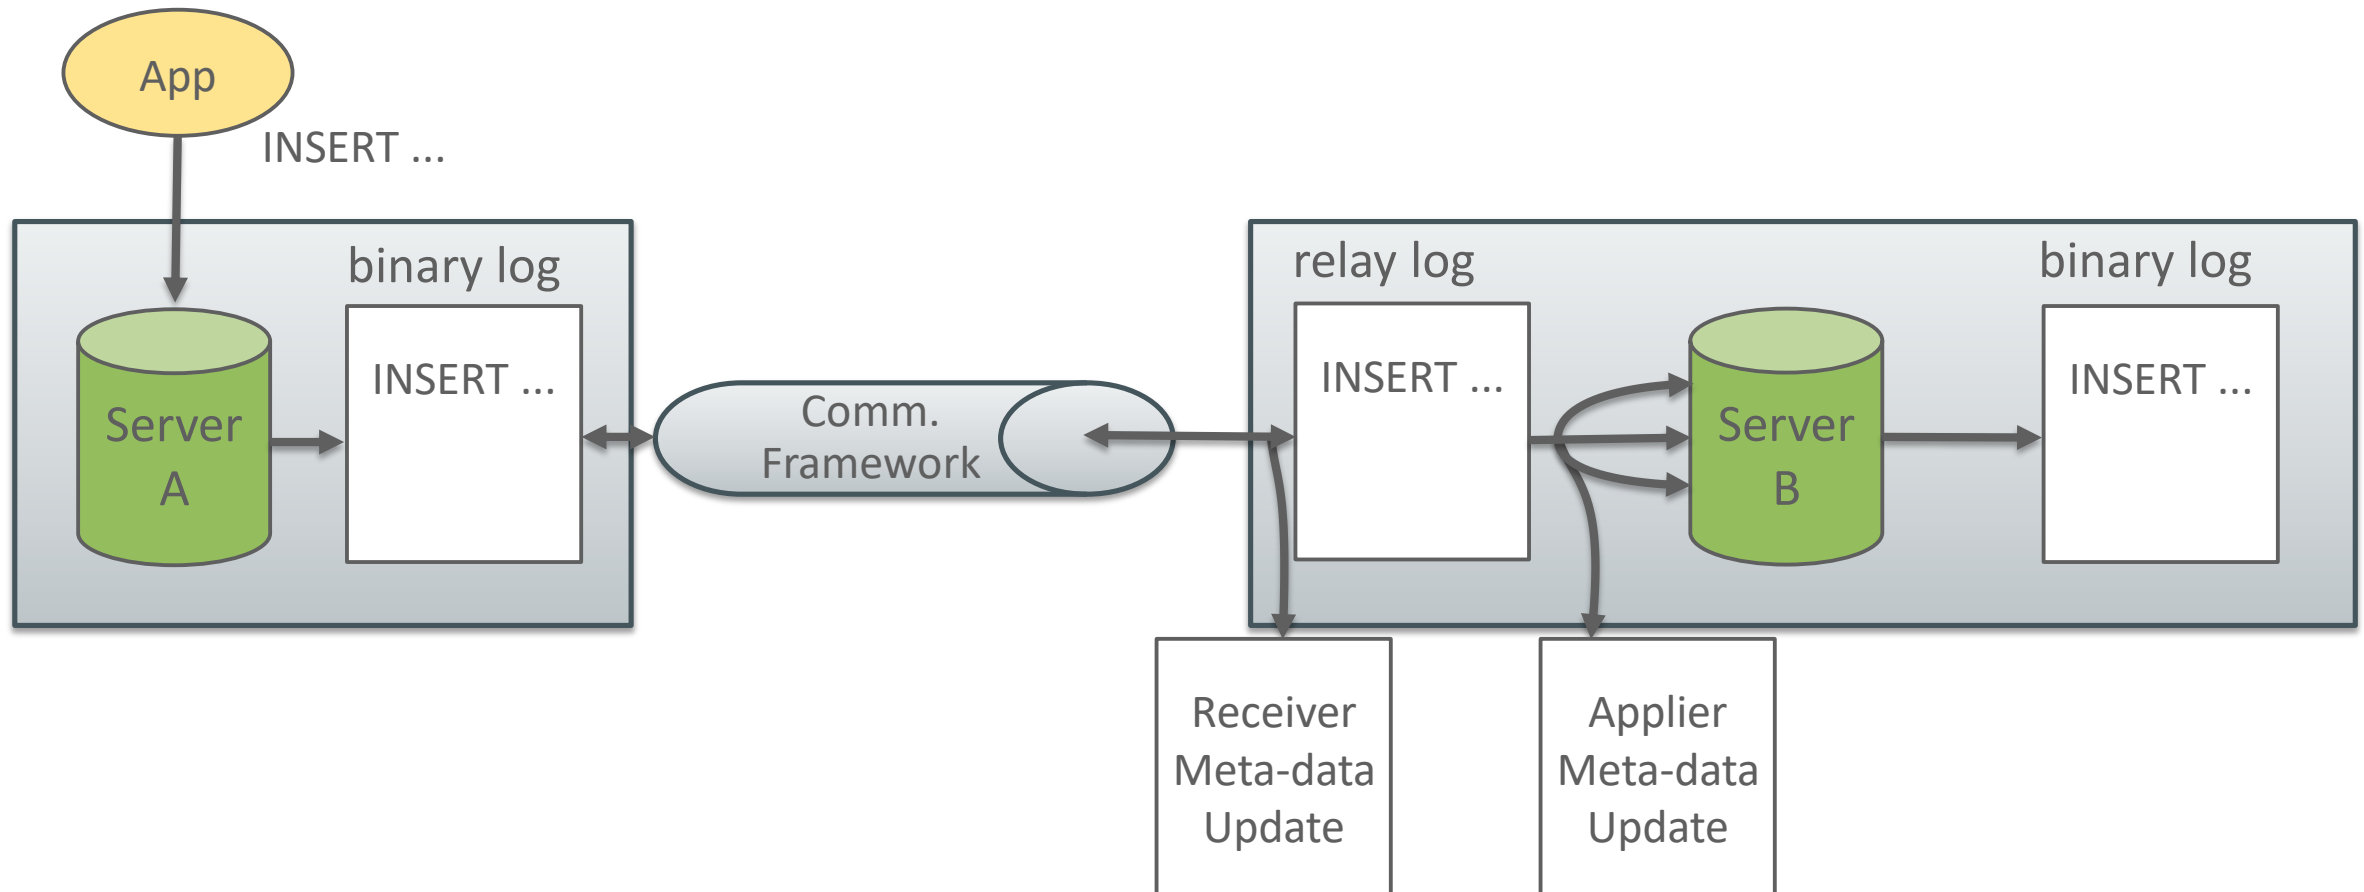 App
INSERT ...
binary log
INSERT ...
Server
A
Comm.
Framework
relay log
INSERT ...
Server
B
binary log
INSERT ...
Receiver
Meta-data
Update
Applier
Meta-data
Update